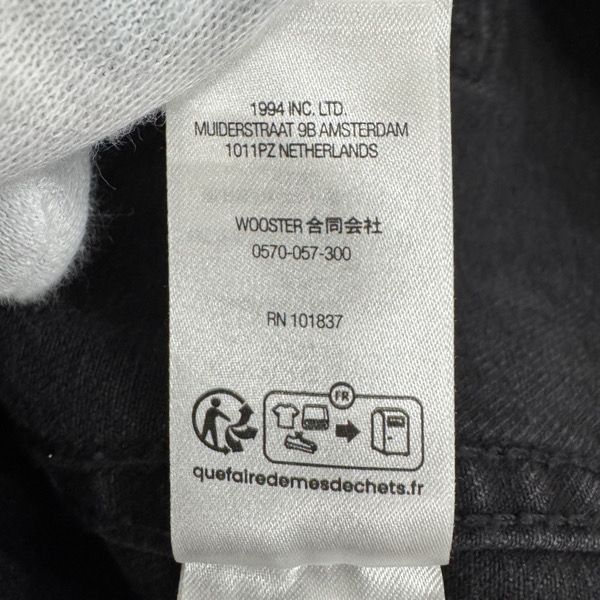 1994 INC. LTD.
MUIDERSTRAAT 9B AMSTERDAM
1011PZ NETHERLANDS
WOOSTER 合同会社
0570-057-300
RN 101837
FR
quefairedemesdechets.fr